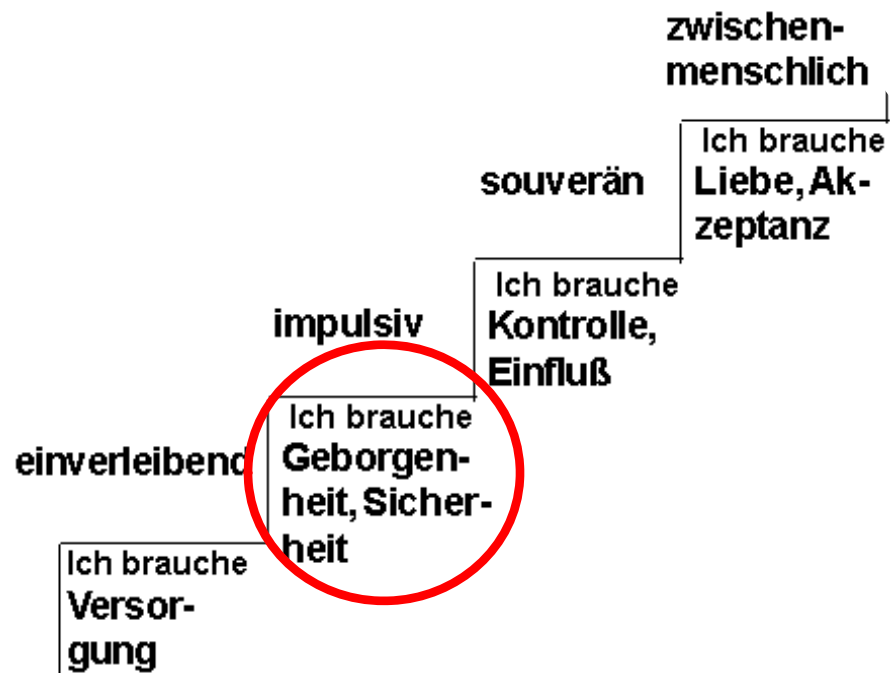 zwischen-
menschlich
Ich brauche
Liebe, Ak-
zeptanz
souverän
Ich brauche
Kontrolle,
Einfluß
impulsiv
Ich brauche
Geborgen-
heit, Sicher-
heit
einverleibend
Ich brauche
Versor-
gung